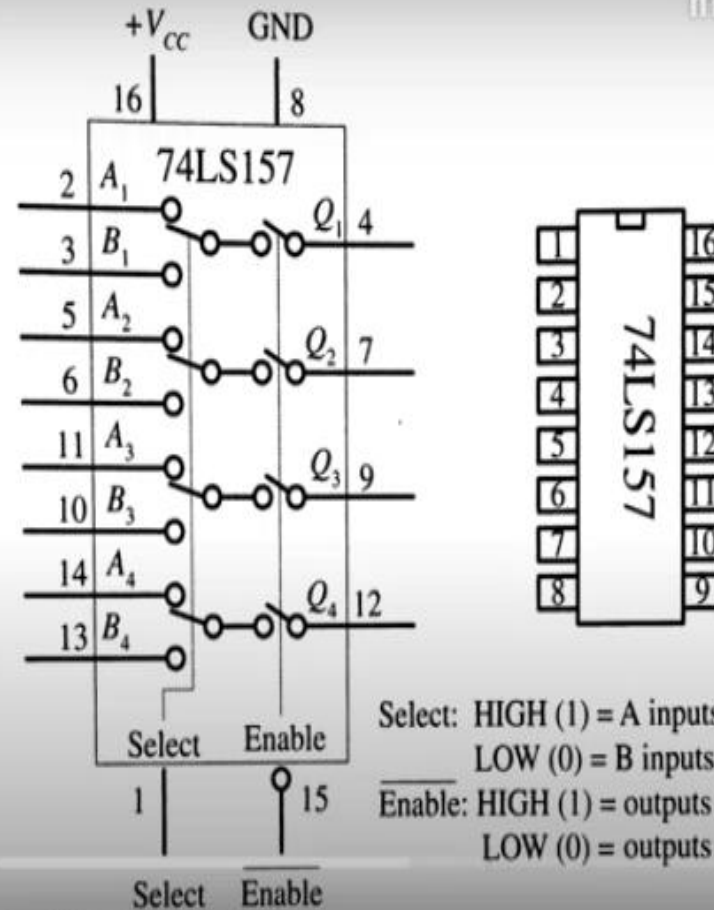 +V_CC GND
16 8
74LS157
2 A₁ Q₁ 4
3 B₁
5 A₂ Q₂ 7
6 B₂
11 A₃ Q₃ 9
10 B₃
14 A₄ Q₄ 12
13 B₄
Select Enable
1 15
Select E̅n̅a̅b̅l̅e̅
1 16
2 15
3 14
4 13
5 12
6 11
7 10
8 9
74LS157
Select: HIGH (1) = A inputs
LOW (0) = B inputs
E̅n̅a̅b̅l̅e̅: HIGH (1) = outputs
LOW (0) = outputs